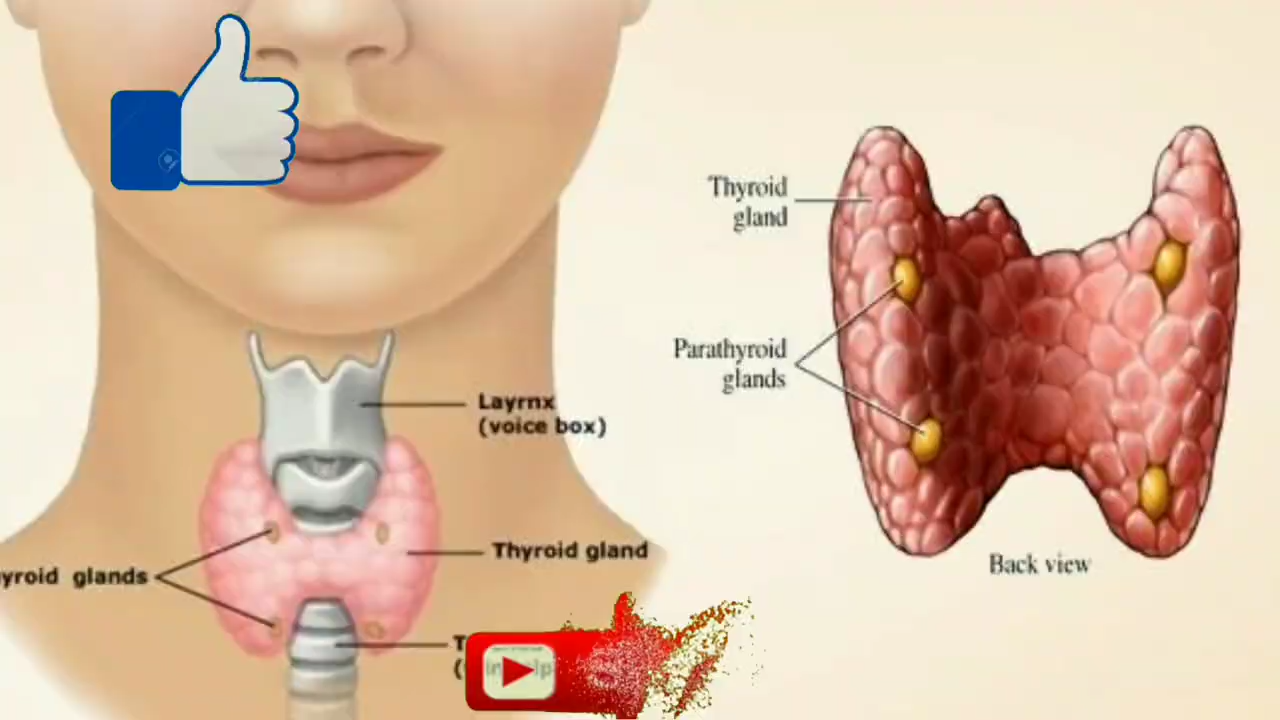 Thyroid
gland
Parathyroid
glands
Layrnx
(voice box)
Thyroid gland
yroid glands
Back view